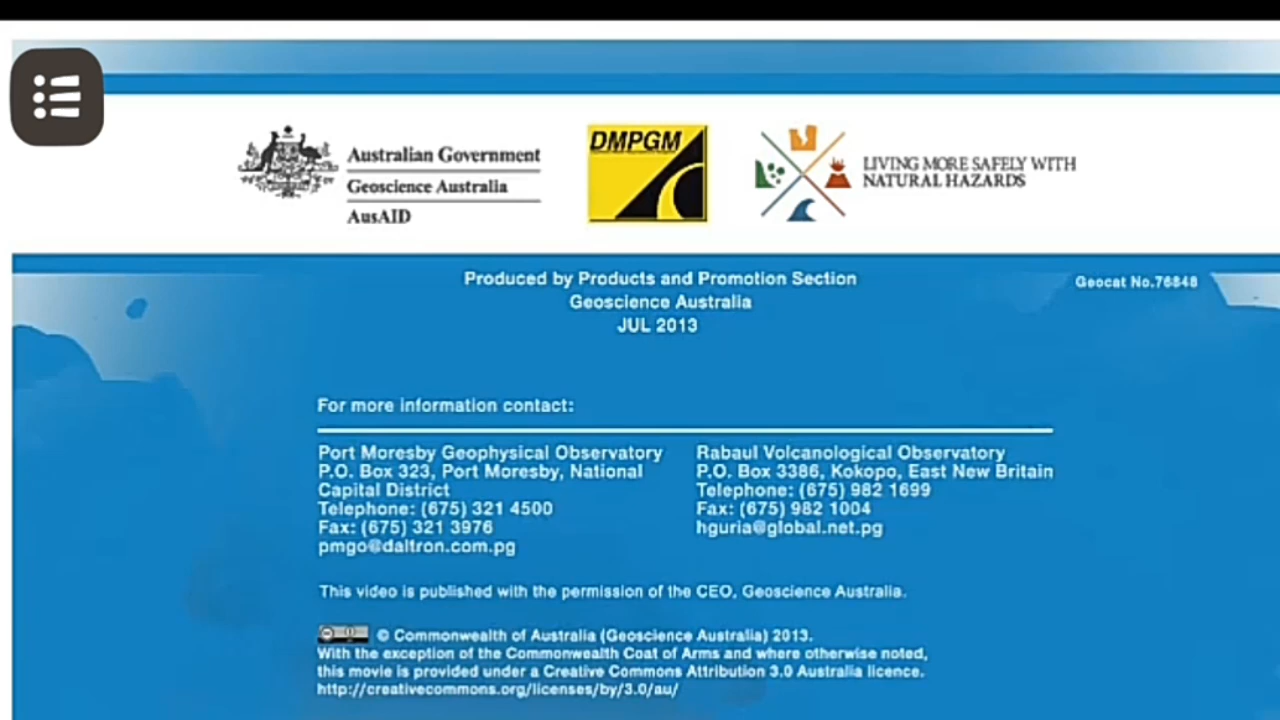 Australian Government
Geoscience Australia
AusAID
DMPGM
LIVING MORE SAFELY WITH
NATURAL HAZARDS
Produced by Products and Promotion Section
Geoscience Australia
JUL 2013
Geocat No.76848
For more information contact:
Port Moresby Geophysical Observatory
P.O. Box 323, Port Moresby, National
Capital District
Telephone: (675) 321 4500
Fax: (675) 321 3976
pmgo@daltron.com.pg
Rabaul Volcanological Observatory
P.O. Box 3386, Kokopo, East New Britain
Telephone: (675) 982 1699
Fax: (675) 982 1004
hguria@global.net.pg
This video is published with the permission of the CEO, Geoscience Australia.
© Commonwealth of Australia (Geoscience Australia) 2013.
With the exception of the Commonwealth Coat of Arms and where otherwise noted,
this movie is provided under a Creative Commons Attribution 3.0 Australia licence.
http://creativecommons.org/licenses/by/3.0/au/